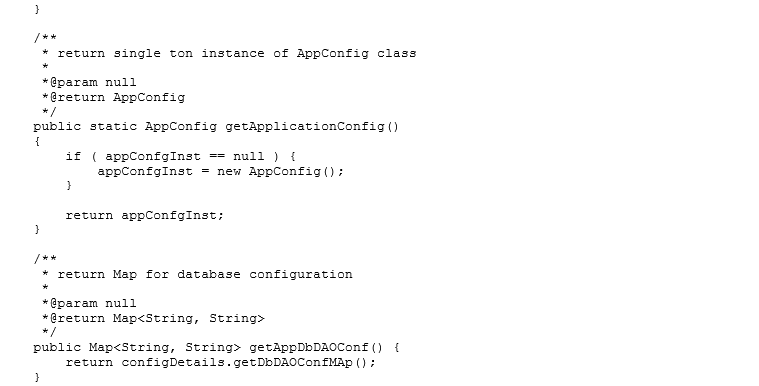 }
/**
* return single ton instance of AppConfig class
*
*@param null
*@return AppConfig
*/
public static AppConfig getApplicationConfig()
{
if ( appConfgInst == null ) {
appConfgInst = new AppConfig();
}
return appConfgInst;
}
/**
* return Map for database configuration
*
*@param null
*@return Map<String, String>
*/
public Map<String, String> getAppDbDAOConf() {
return configDetails.getDbDAOConfMAp();
}